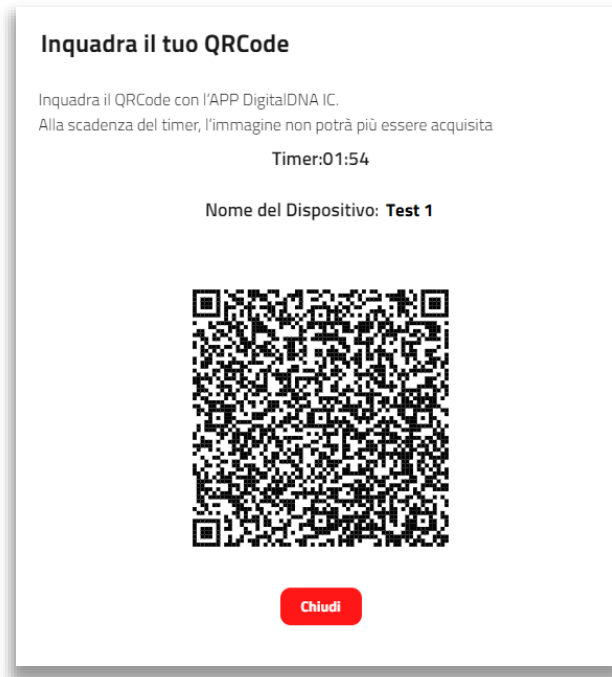 Inquadra il tuo QRCode
Inquadra il QRCode con l'APP DigitalDNA IC.
Alla scadenza del timer, l'immagine non potrà più essere acquisita
Timer:01:54
Nome del Dispositivo: Test 1
Chiudi